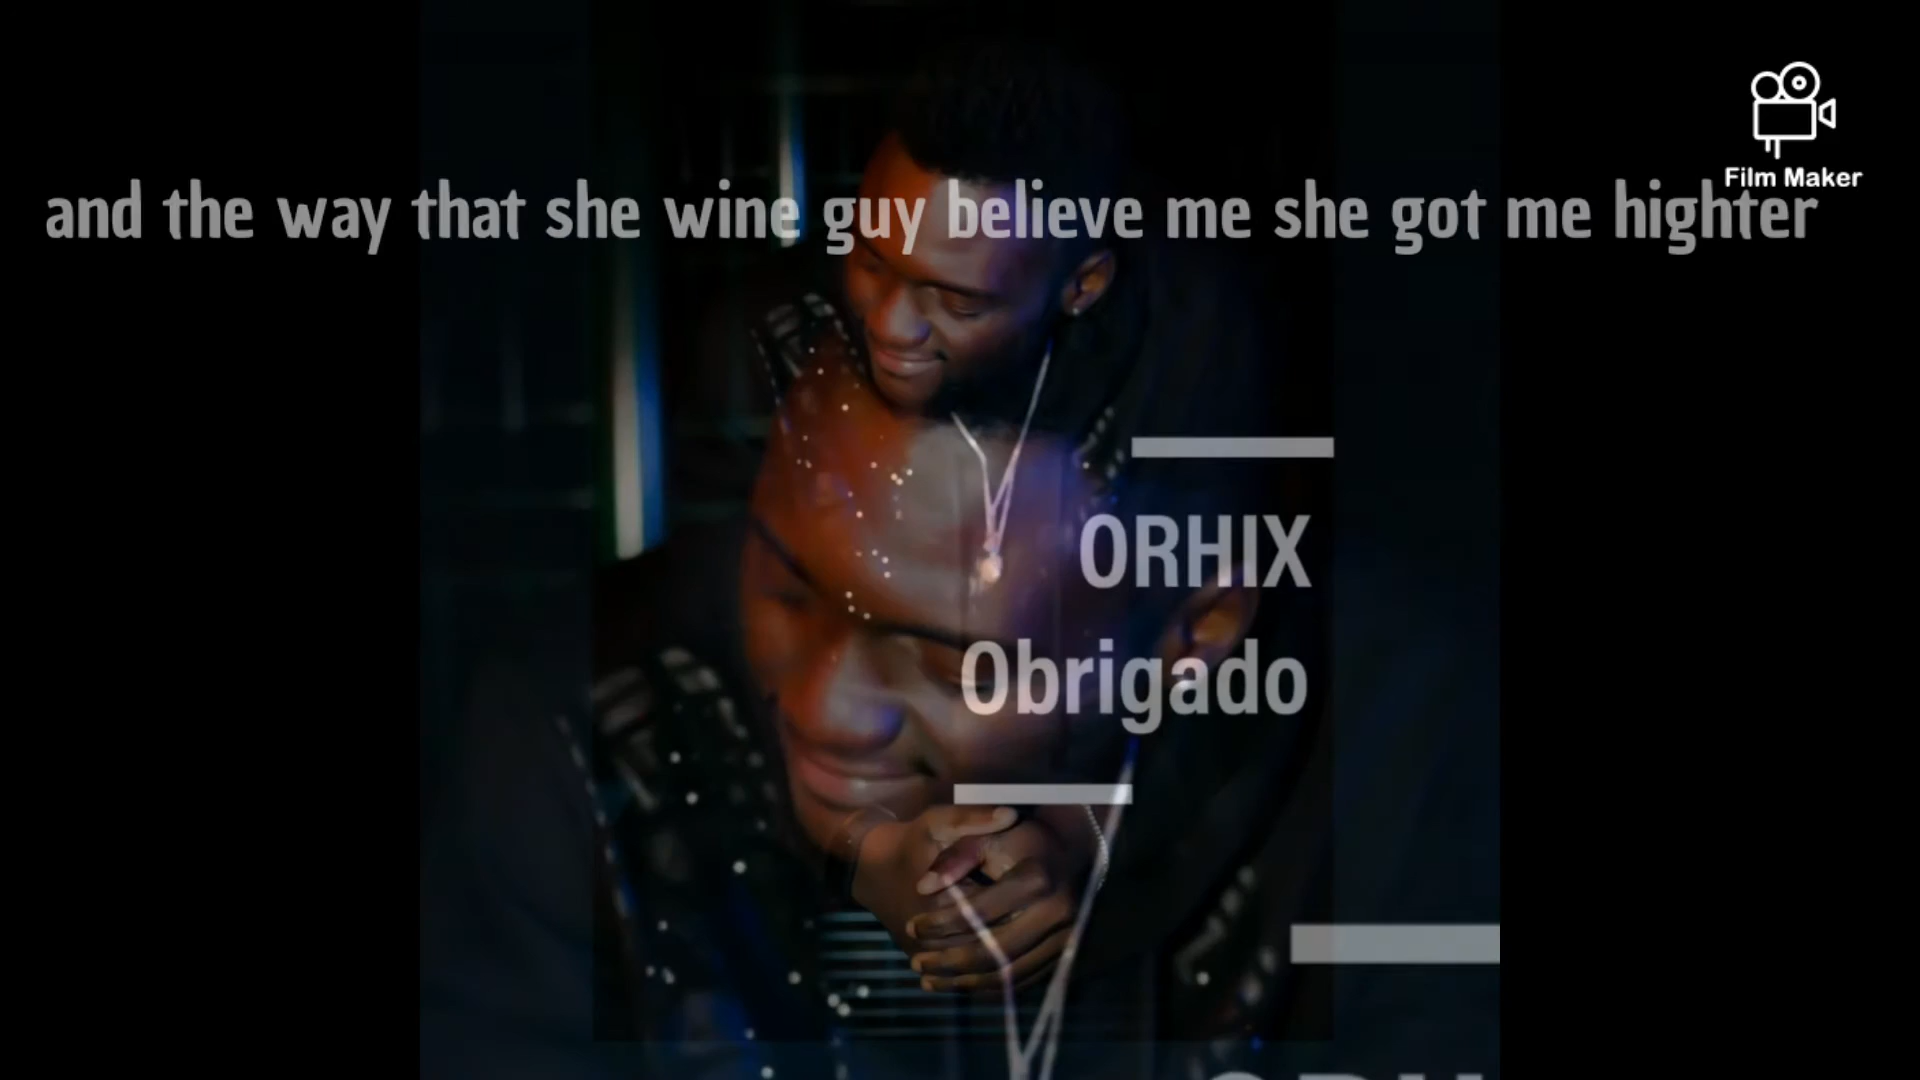 Film Maker
and the way that she wine guy believe me she got me highter
ORHIX
Obrigado